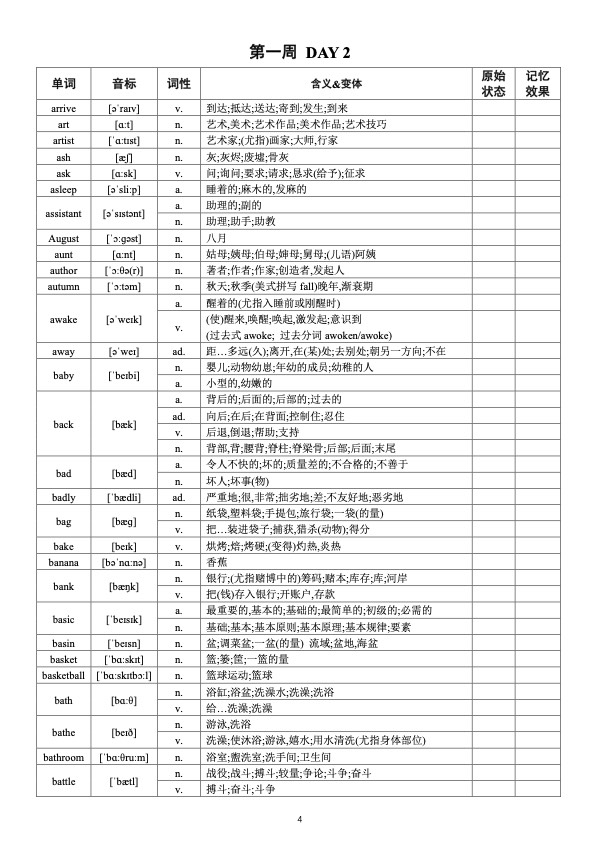 第一周 DAY 2
单词 音标 词性 含义&变体 原始状态 记忆效果
arrive [əˈraɪv] v. 到达;抵达;送达;寄到;发生;到来
art [ɑːt] n. 艺术,美术;艺术作品;美术作品;艺术技巧
artist [ˈɑːtɪst] n. 艺术家;(尤指)画家;大师,行家
ash [æʃ] n. 灰;灰烬;废墟;骨灰
ask [ɑːsk] v. 问;询问;要求;请求;恳求(给予);征求
asleep [əˈsliːp] a. 睡着的;麻木的,发麻的
assistant [əˈsɪstənt] a. 助理的;副的
n. 助理;助手;助教
August [ˈɔːɡəst] n. 八月
aunt [ɑːnt] n. 姑母;姨母;伯母;婶母;舅母;(儿语)阿姨
author [ˈɔːθə(r)] n. 著者;作者;作家;创造者,发起人
autumn [ˈɔːtəm] n. 秋天;秋季(美式拼写fall)晚年,渐衰期
awake [əˈweɪk] a. 醒着的(尤指入睡前或刚醒时)
v. (使)醒来,唤醒;唤起,激发起;意识到
(过去式 awoke; 过去分词 awoken/awoke)
away [əˈweɪ] ad. 距…多远(久);离开,在(某)处;去别处;朝另一方向;不在
baby [ˈbeɪbi] n. 婴儿;动物幼崽;年幼的成员;幼稚的人
a. 小型的,幼嫩的
back [bæk] a. 背后的;后面的;后部的;过去的
ad. 向后;在后;在背面;控制住;忍住
v. 后退,倒退;帮助;支持
n. 背部,背;腰背;脊柱;脊梁骨;后部;后面;末尾
bad [bæd] a. 令人不快的;坏的;质量差的;不合格的;不善于
n. 坏人;坏事(物)
badly [ˈbædli] ad. 严重地;很,非常;拙劣地;差;不友好地;恶劣地
bag [bæɡ] n. 纸袋,塑料袋;手提包;旅行袋;一袋(的量)
v. 把…装进袋子;捕获,猎杀(动物);得分
bake [beɪk] v. 烘烤;焙;烤硬;(变得)灼热,炎热
banana [bəˈnɑːnə] n. 香蕉
bank [bæŋk] n. 银行;(尤指赌博中的)筹码;赌本;库存;库;河岸
v. 把(钱)存入银行;开账户,存款
basic [ˈbeɪsɪk] a. 最重要的,基本的;基础的;最简单的;初级的;必需的
n. 基础;基本;基本原则;基本原理;基本规律;要素
basin [ˈbeɪsn] n. 盆;调菜盆;一盆(的量) 流域;盆地,海盆
basket [ˈbɑːskɪt] n. 篮;篓;筐;一篮的量
basketball [ˈbɑːskɪtbɔːl] n. 篮球运动;篮球
bath [bɑːθ] n. 浴缸;浴盆;洗澡水;洗澡;洗浴
v. 给…洗澡;洗澡
bathe [beɪð] n. 游泳,洗浴
v. 洗澡;使沐浴;游泳,嬉水;用水清洗(尤指身体部位)
bathroom [ˈbɑːθruːm] n. 浴室;盥洗室;洗手间;卫生间
battle [ˈbætl] n. 战役;战斗;搏斗;较量;争论;斗争;奋斗
v. 搏斗;奋斗;斗争
4